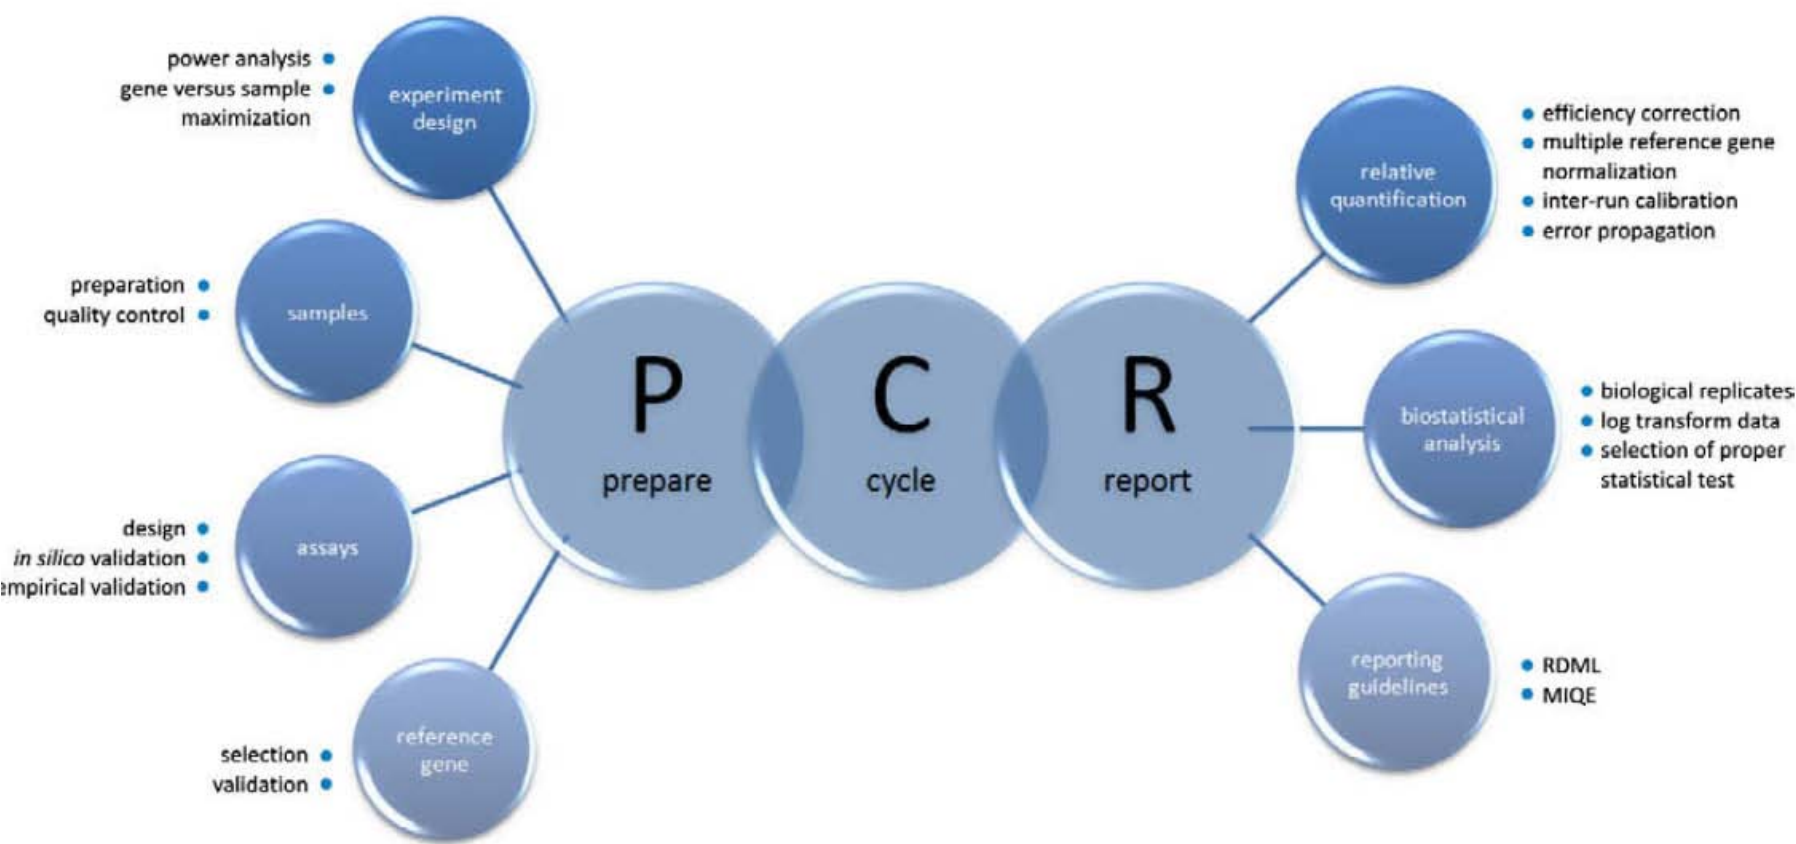 power analysis
gene versus sample
maximization
experiment
design
preparation
quality control
samples
design
in silico validation
empirical validation
assays
selection
validation
reference
gene
P
prepare
C
cycle
R
report
relative
quantification
efficiency correction
multiple reference gene
normalization
inter-run calibration
error propagation
biostatistical
analysis
biological replicates
log transform data
selection of proper
statistical test
reporting
guidelines
RDML
MIQE